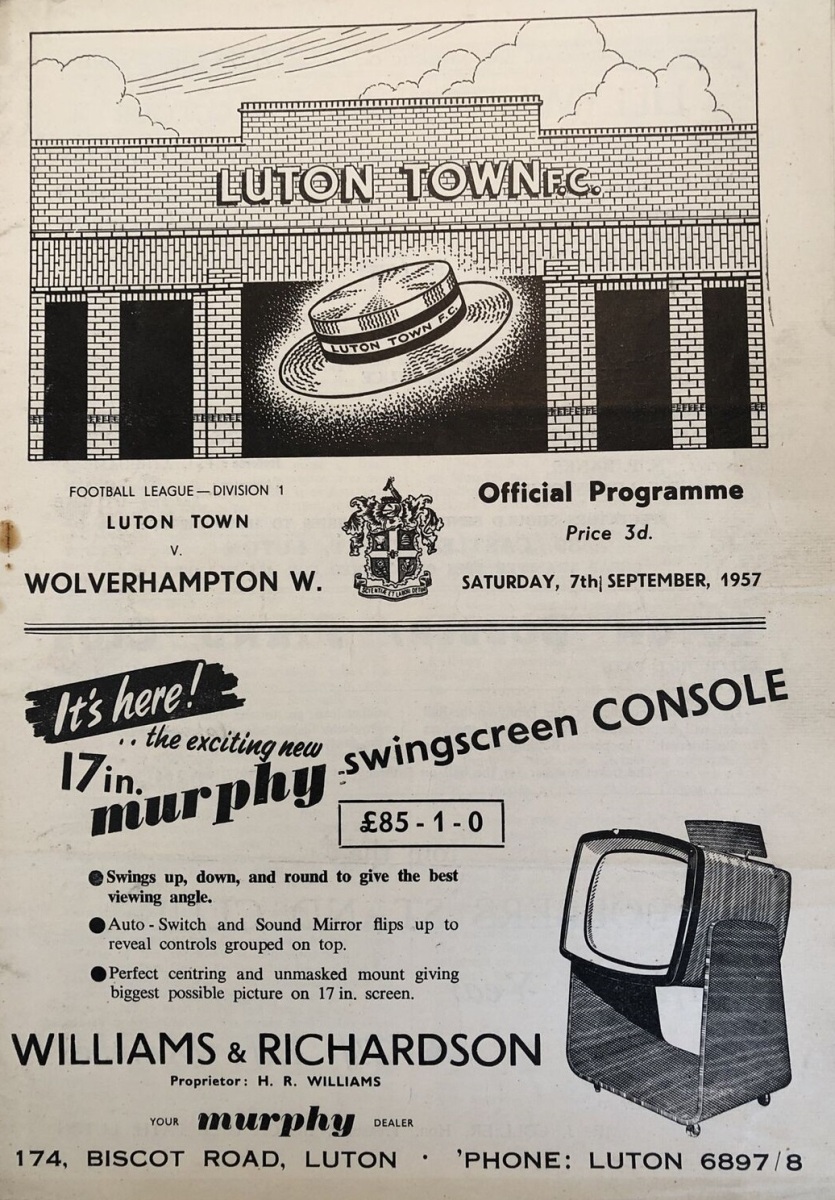 LUTON TOWN F.C.
LUTON TOWN F.C.
FOOTBALL LEAGUE — DIVISION 1
LUTON TOWN
V.
WOLVERHAMPTON W.
Official Programme
Price 3d.
SATURDAY, 7th SEPTEMBER, 1957
It's here!
.. the exciting new
17in.
murphy swingscreen CONSOLE
£85 - 1 - 0
Swings up, down, and round to give the best
viewing angle.
Auto - Switch and Sound Mirror flips up to
reveal controls grouped on top.
Perfect centring and unmasked mount giving
biggest possible picture on 17 in. screen.
WILLIAMS & RICHARDSON
Proprietor: H. R. WILLIAMS
YOUR murphy DEALER
174, BISCOT ROAD, LUTON · 'PHONE: LUTON 6897/8